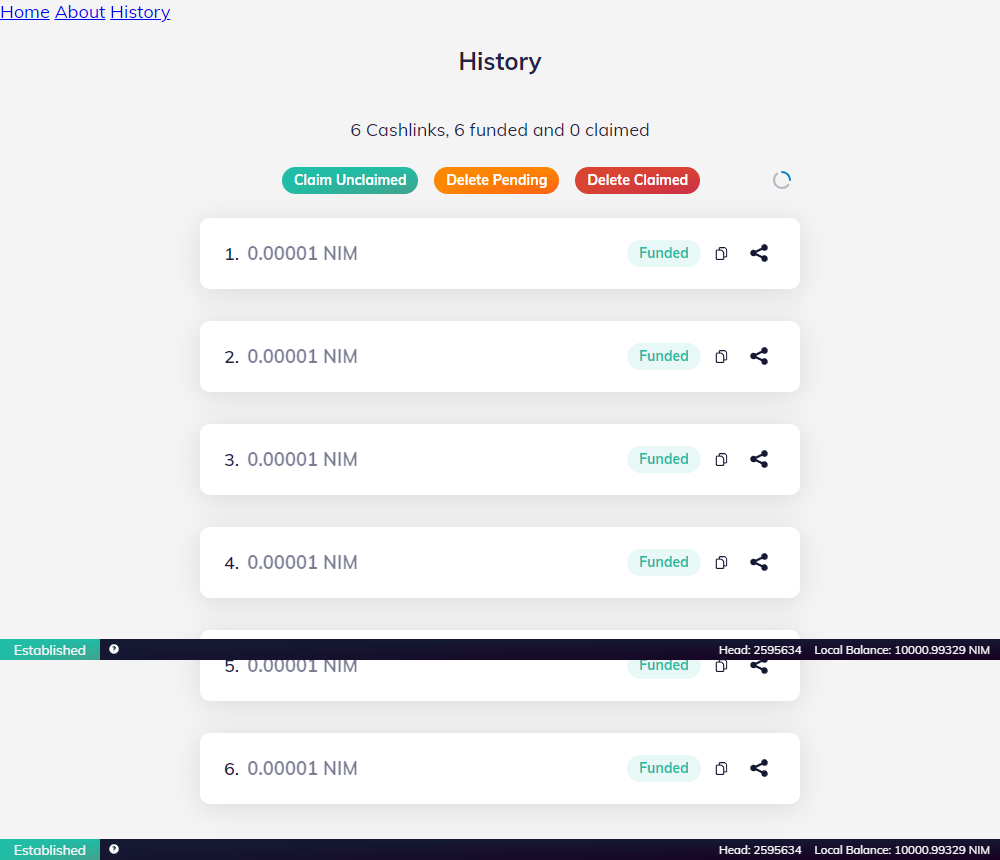 Home About History
History
6 Cashlinks, 6 funded and 0 claimed
Claim Unclaimed Delete Pending Delete Claimed
1. 0.00001 NIM Funded
2. 0.00001 NIM Funded
3. 0.00001 NIM Funded
4. 0.00001 NIM Funded
Established ? Head: 2595634 Local Balance: 10000.99329 NIM
5. 0.00001 NIM Funded
6. 0.00001 NIM Funded
Established ? Head: 2595634 Local Balance: 10000.99329 NIM